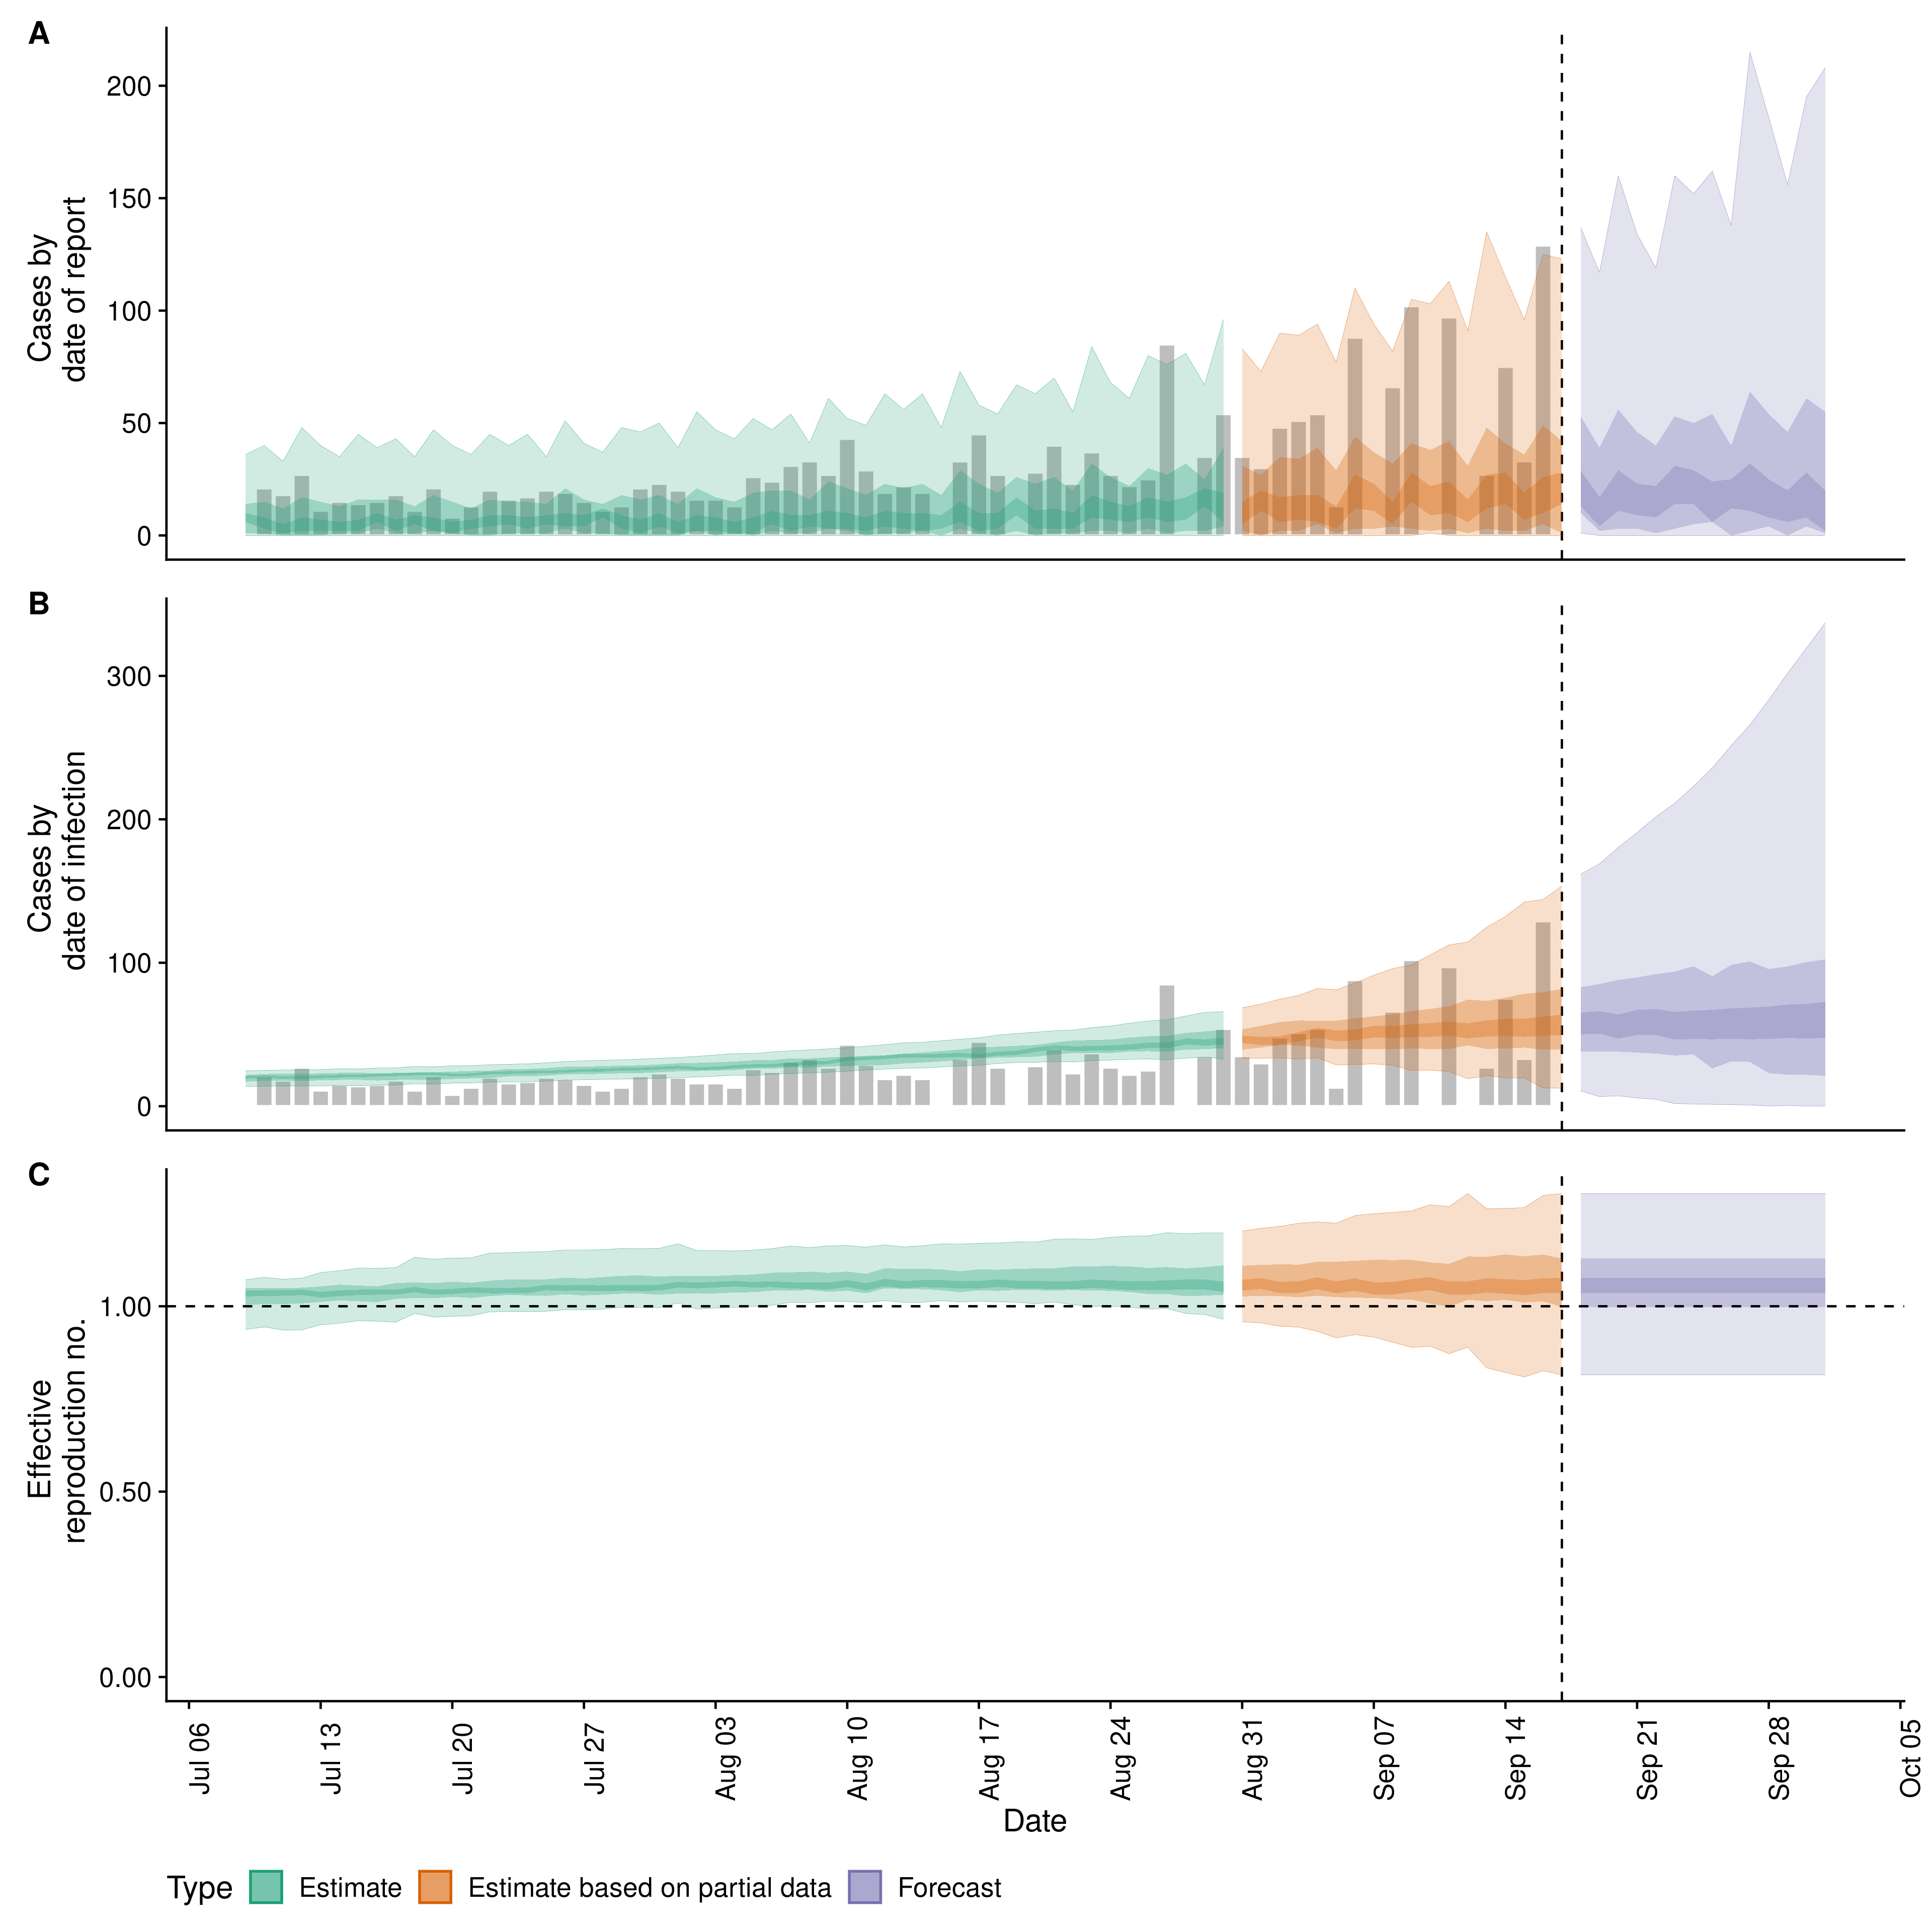 A
Cases by
date of report
200
150
100
50
0
B
Cases by
date of infection
300
200
100
0
C
Effective
reproduction no.
1.00
0.50
0.00
Jul 06
Jul 13
Jul 20
Jul 27
Aug 03
Aug 10
Aug 17
Aug 24
Aug 31
Sep 07
Sep 14
Sep 21
Sep 28
Oct 05
Date
Type Estimate Estimate based on partial data Forecast